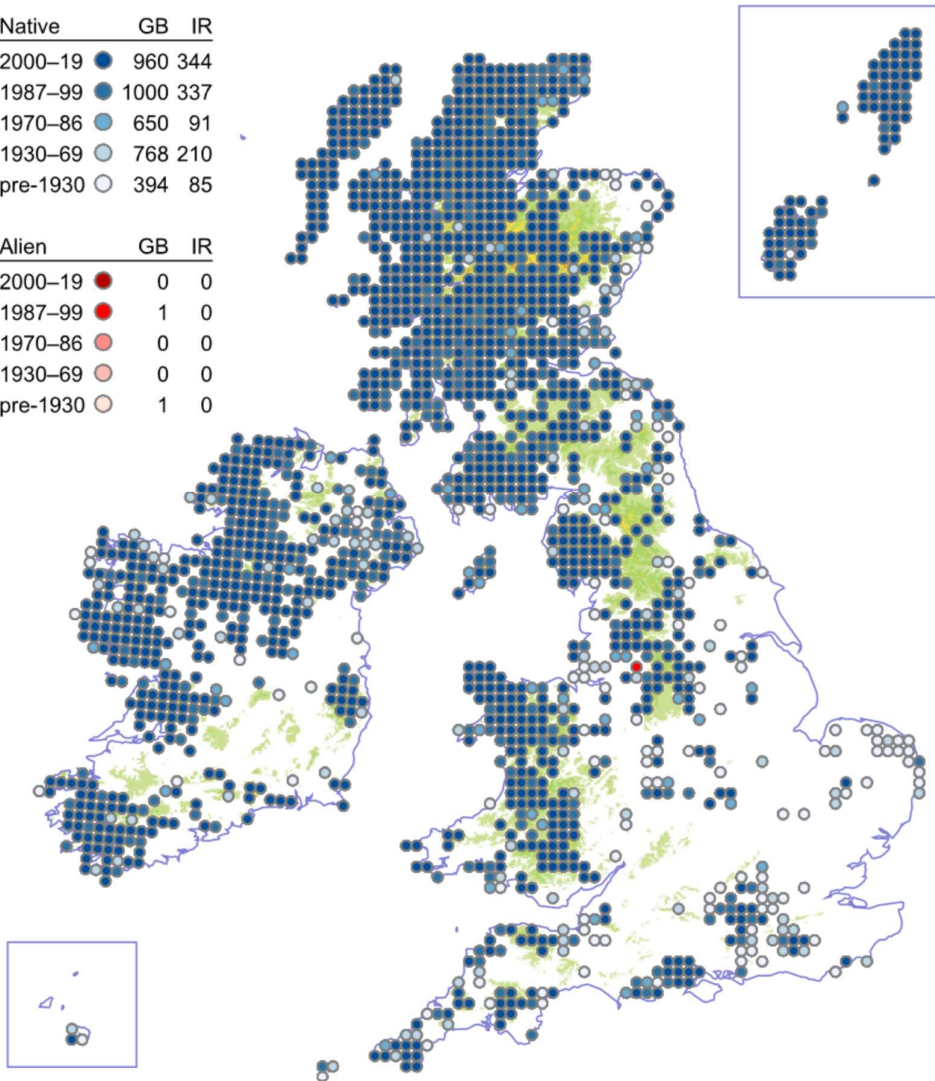 Native GB IR
2000–19 960 344
1987–99 1000 337
1970–86 650 91
1930–69 768 210
pre-1930 394 85
Alien GB IR
2000–19 0 0
1987–99 1 0
1970–86 0 0
1930–69 0 0
pre-1930 1 0